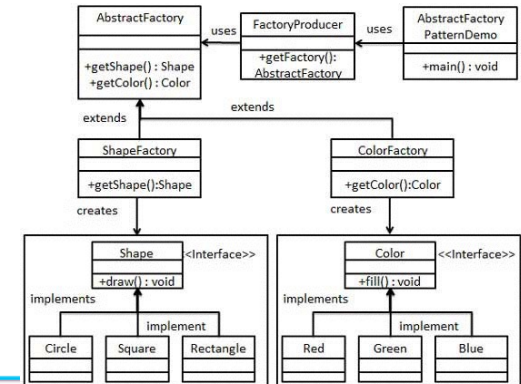 AbstractFactory
+getShape() : Shape
+getColor() : Color
uses
FactoryProducer
+getFactory():
AbstractFactory
uses
AbstractFactory
PatternDemo
+main() : void
extends
extends
ShapeFactory
+getShape():Shape
ColorFactory
+getColor():Color
creates
creates
Shape
<<Interface>>
+draw() : void
implements
implement
Circle
Square
Rectangle
Color
<<Interface>>
+fill() : void
implements
implement
Red
Green
Blue